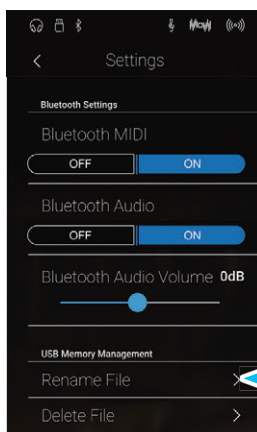 Settings
Bluetooth Settings
Bluetooth MIDI
OFF ON
Bluetooth Audio
OFF ON
Bluetooth Audio Volume 0dB
USB Memory Management
Rename File
Delete File